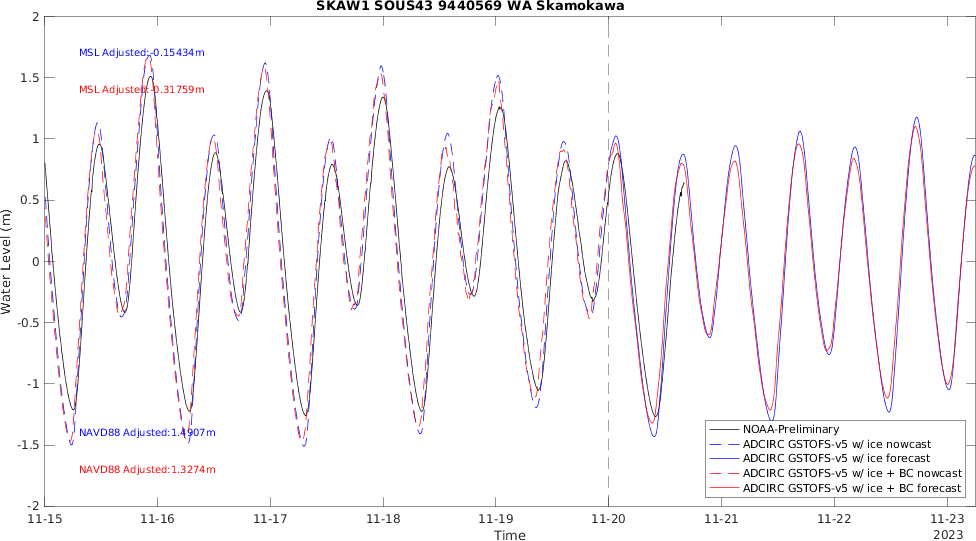 SKAW1 SOUS43 9440569 WA Skamokawa
2
1.5
1
0.5
0
-0.5
-1
-1.5
-2
Water Level (m)
MSL Adjusted:-0.15434m
MSL Adjusted:-0.31759m
NAVD88 Adjusted:1.4907m
NAVD88 Adjusted:1.3274m
NOAA-Preliminary
ADCIRC GSTOFS-v5 w/ ice nowcast
ADCIRC GSTOFS-v5 w/ ice forecast
ADCIRC GSTOFS-v5 w/ ice + BC nowcast
ADCIRC GSTOFS-v5 w/ ice + BC forecast
11-15 11-16 11-17 11-18 11-19 11-20 11-21 11-22 11-23
Time
2023